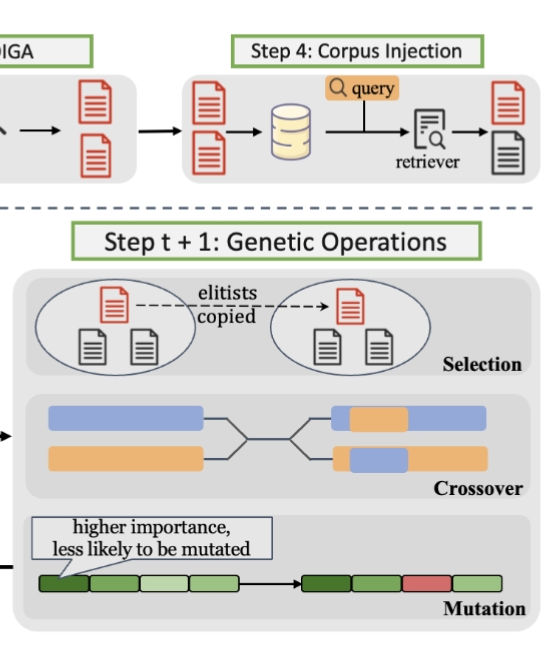 IGA
Step 4: Corpus Injection
query
retriever
Step t + 1: Genetic Operations
elitists
copied
Selection
Crossover
higher importance,
less likely to be mutated
Mutation